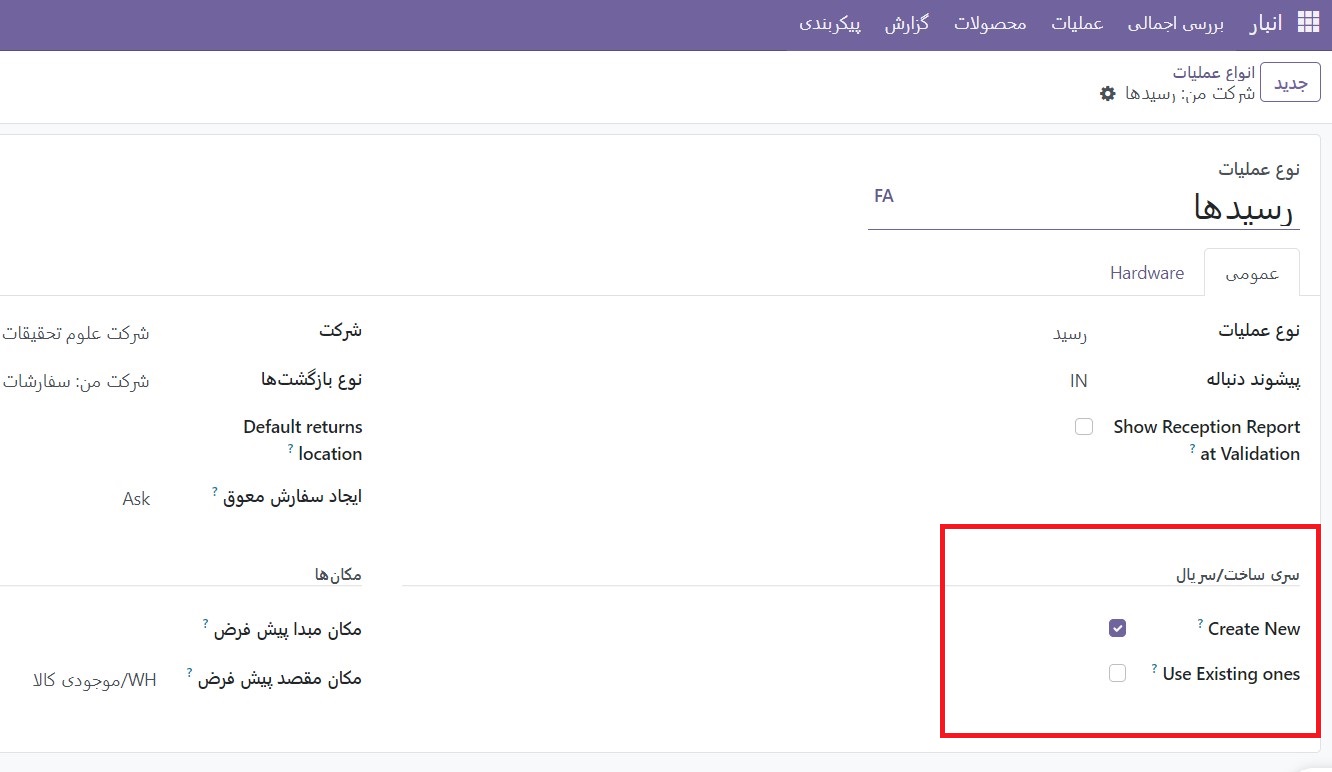 انبار بررسی اجمالی عملیات محصولات گزارش پیکربندی
جدید
انواع عملیات
شرکت من: رسیدها
نوع عملیات
رسیدها
FA
عمومی Hardware
نوع عملیات رسید
پیشوند دنباله IN
Show Reception Report
at Validation ?
شرکت شرکت علوم تحقیقات
نوع بازگشت‌ها شرکت من: سفارشات
Default returns
location ?
ایجاد سفارش معوق ? Ask
سری ساخت/سریال
Create New ?
Use Existing ones ?
مکان‌ها
مکان مبدا پیش فرض ?
مکان مقصد پیش فرض ? WH/موجودی کالا